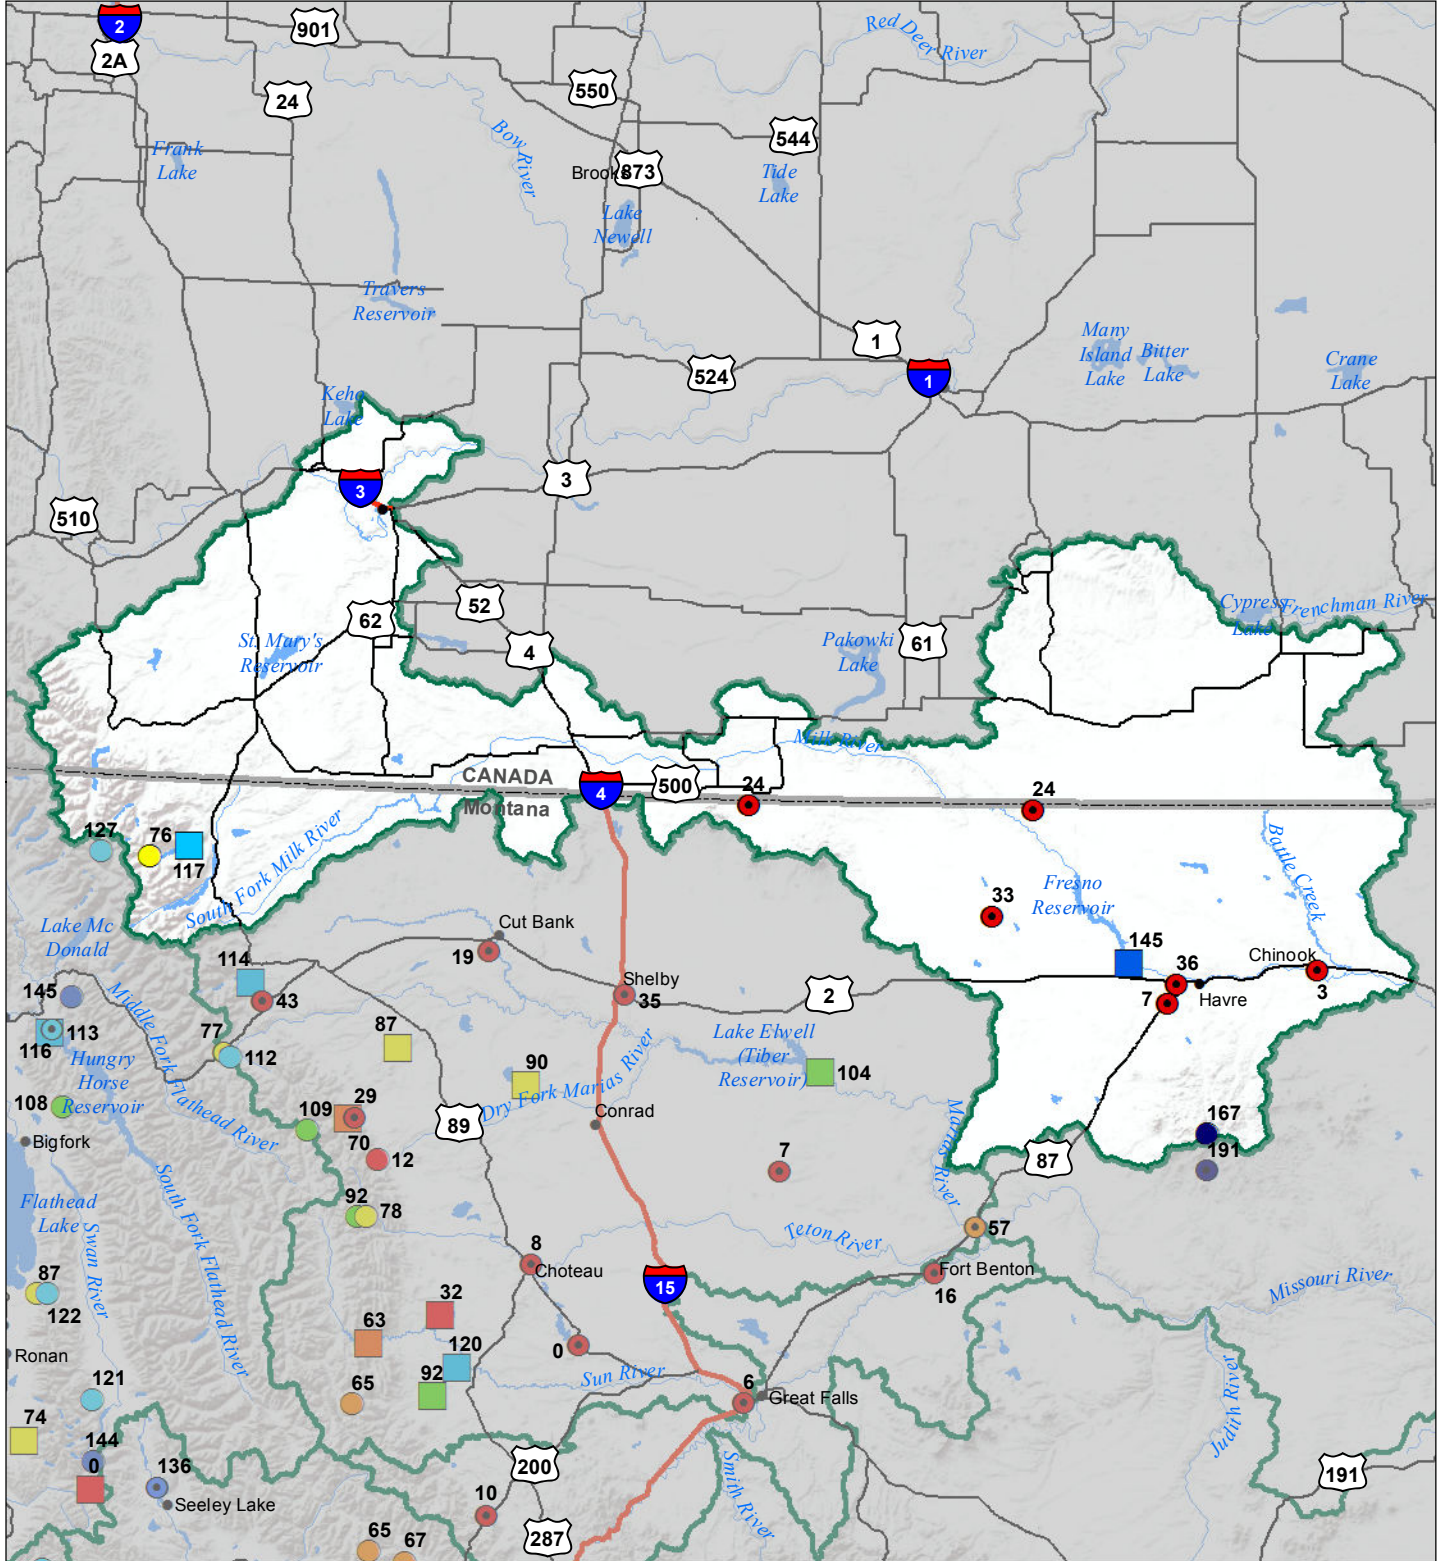 2
901
2A
Red Deer River
24
550
544
Bow River
Frank
Lake
Brooks
873
Tide
Lake
Lake
Newell
Travers
Reservoir
1
Many
Island
Lake
Bitter
Lake
Crane
Lake
524
1
Keho
Lake
3
3
510
52
62
4
St. Mary's
Reservoir
Pakowki
Lake
61
Cypress
Lake
Frenchman River
Milk River
CANADA
Montana
4
500
24
24
127
76
117
South Fork Milk River
Battle Creek
Fresno
Reservoir
33
Lake Mc
Donald
Cut Bank
19
114
43
Shelby
35
2
145
36
7
Havre
Chinook
3
145
113
116
Middle Fork Flathead River
77
112
87
Hungry
Horse
Reservoir
90
Dry Fork Marias River
Lake Elwell
(Tiber
Reservoir)
104
108
Bigfork
109
29
70
12
89
Conrad
Marias River
7
167
191
87
92
78
Flathead
Lake
Swan River
South Fork Flathead River
Teton River
57
8
Choteau
15
Fort Benton
16
Missouri River
87
122
32
63
120
92
0
Sun River
Ronan
65
6
Great Falls
Judith River
121
74
144
0
136
Seeley Lake
200
Smith River
191
10
287
65
67